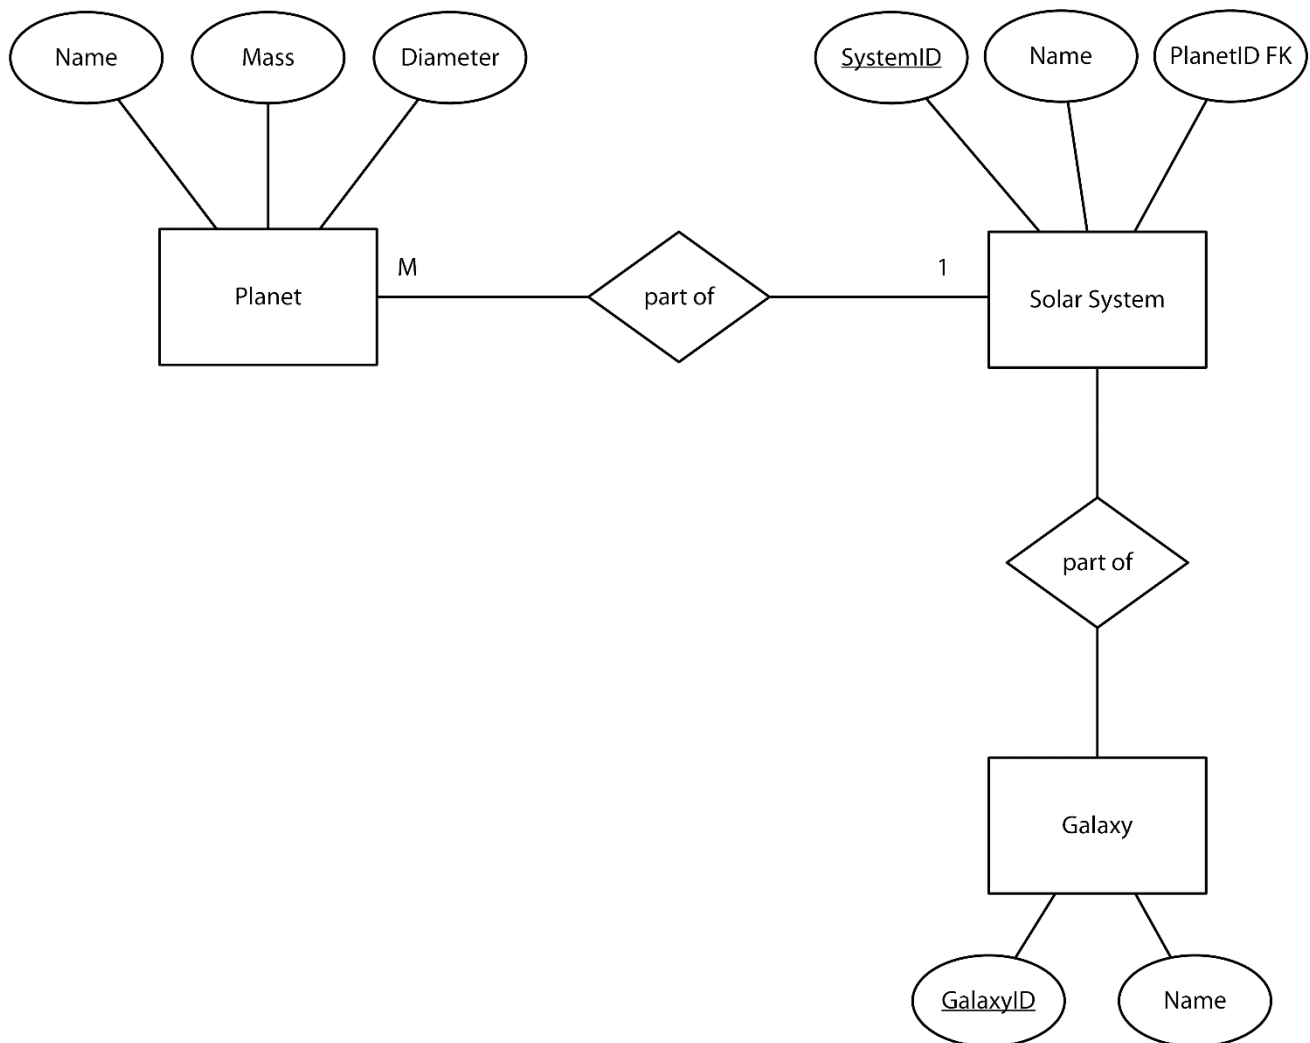 Name
Mass
Diameter
SystemID
Name
PlanetID FK
Planet
M
part of
1
Solar System
part of
Galaxy
GalaxyID
Name